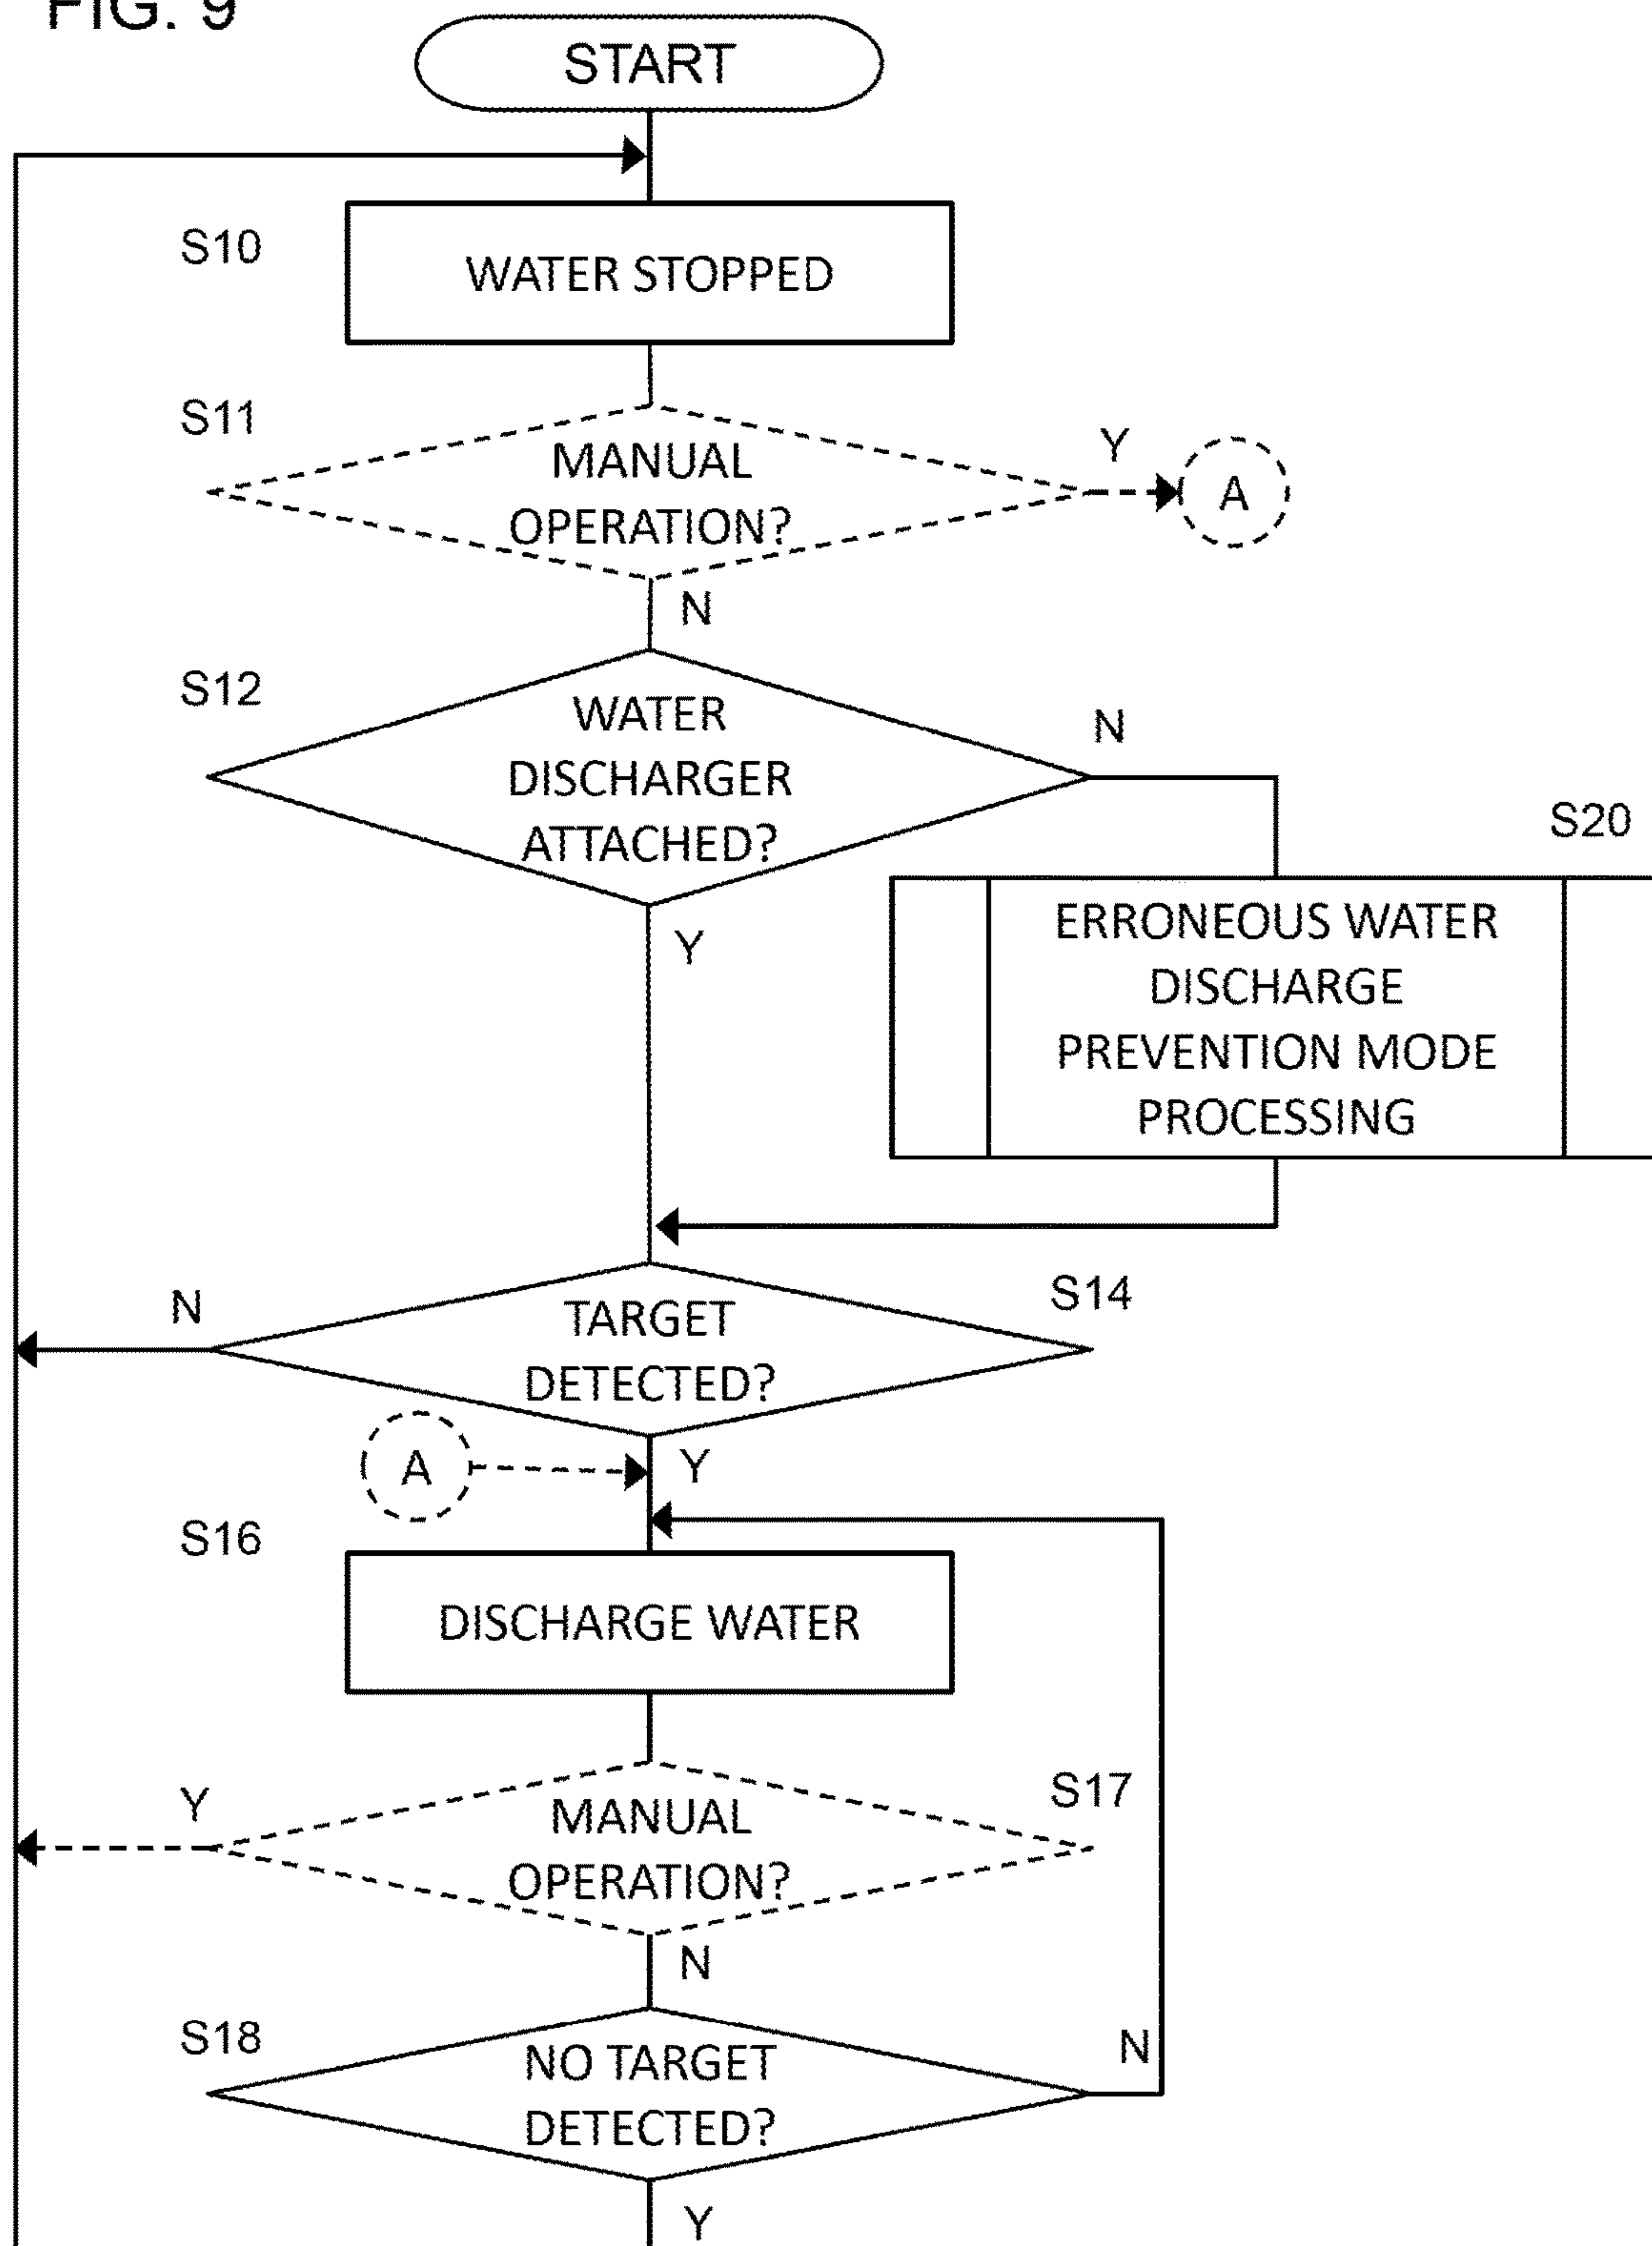 FIG. 9
START
S10
WATER STOPPED
S11
MANUAL
OPERATION?
Y
A
N
S12
WATER
DISCHARGER
ATTACHED?
N
S20
Y
ERRONEOUS WATER
DISCHARGE
PREVENTION MODE
PROCESSING
N
TARGET
DETECTED?
S14
A
Y
S16
DISCHARGE WATER
Y
MANUAL
OPERATION?
S17
N
S18
NO TARGET
DETECTED?
N
Y